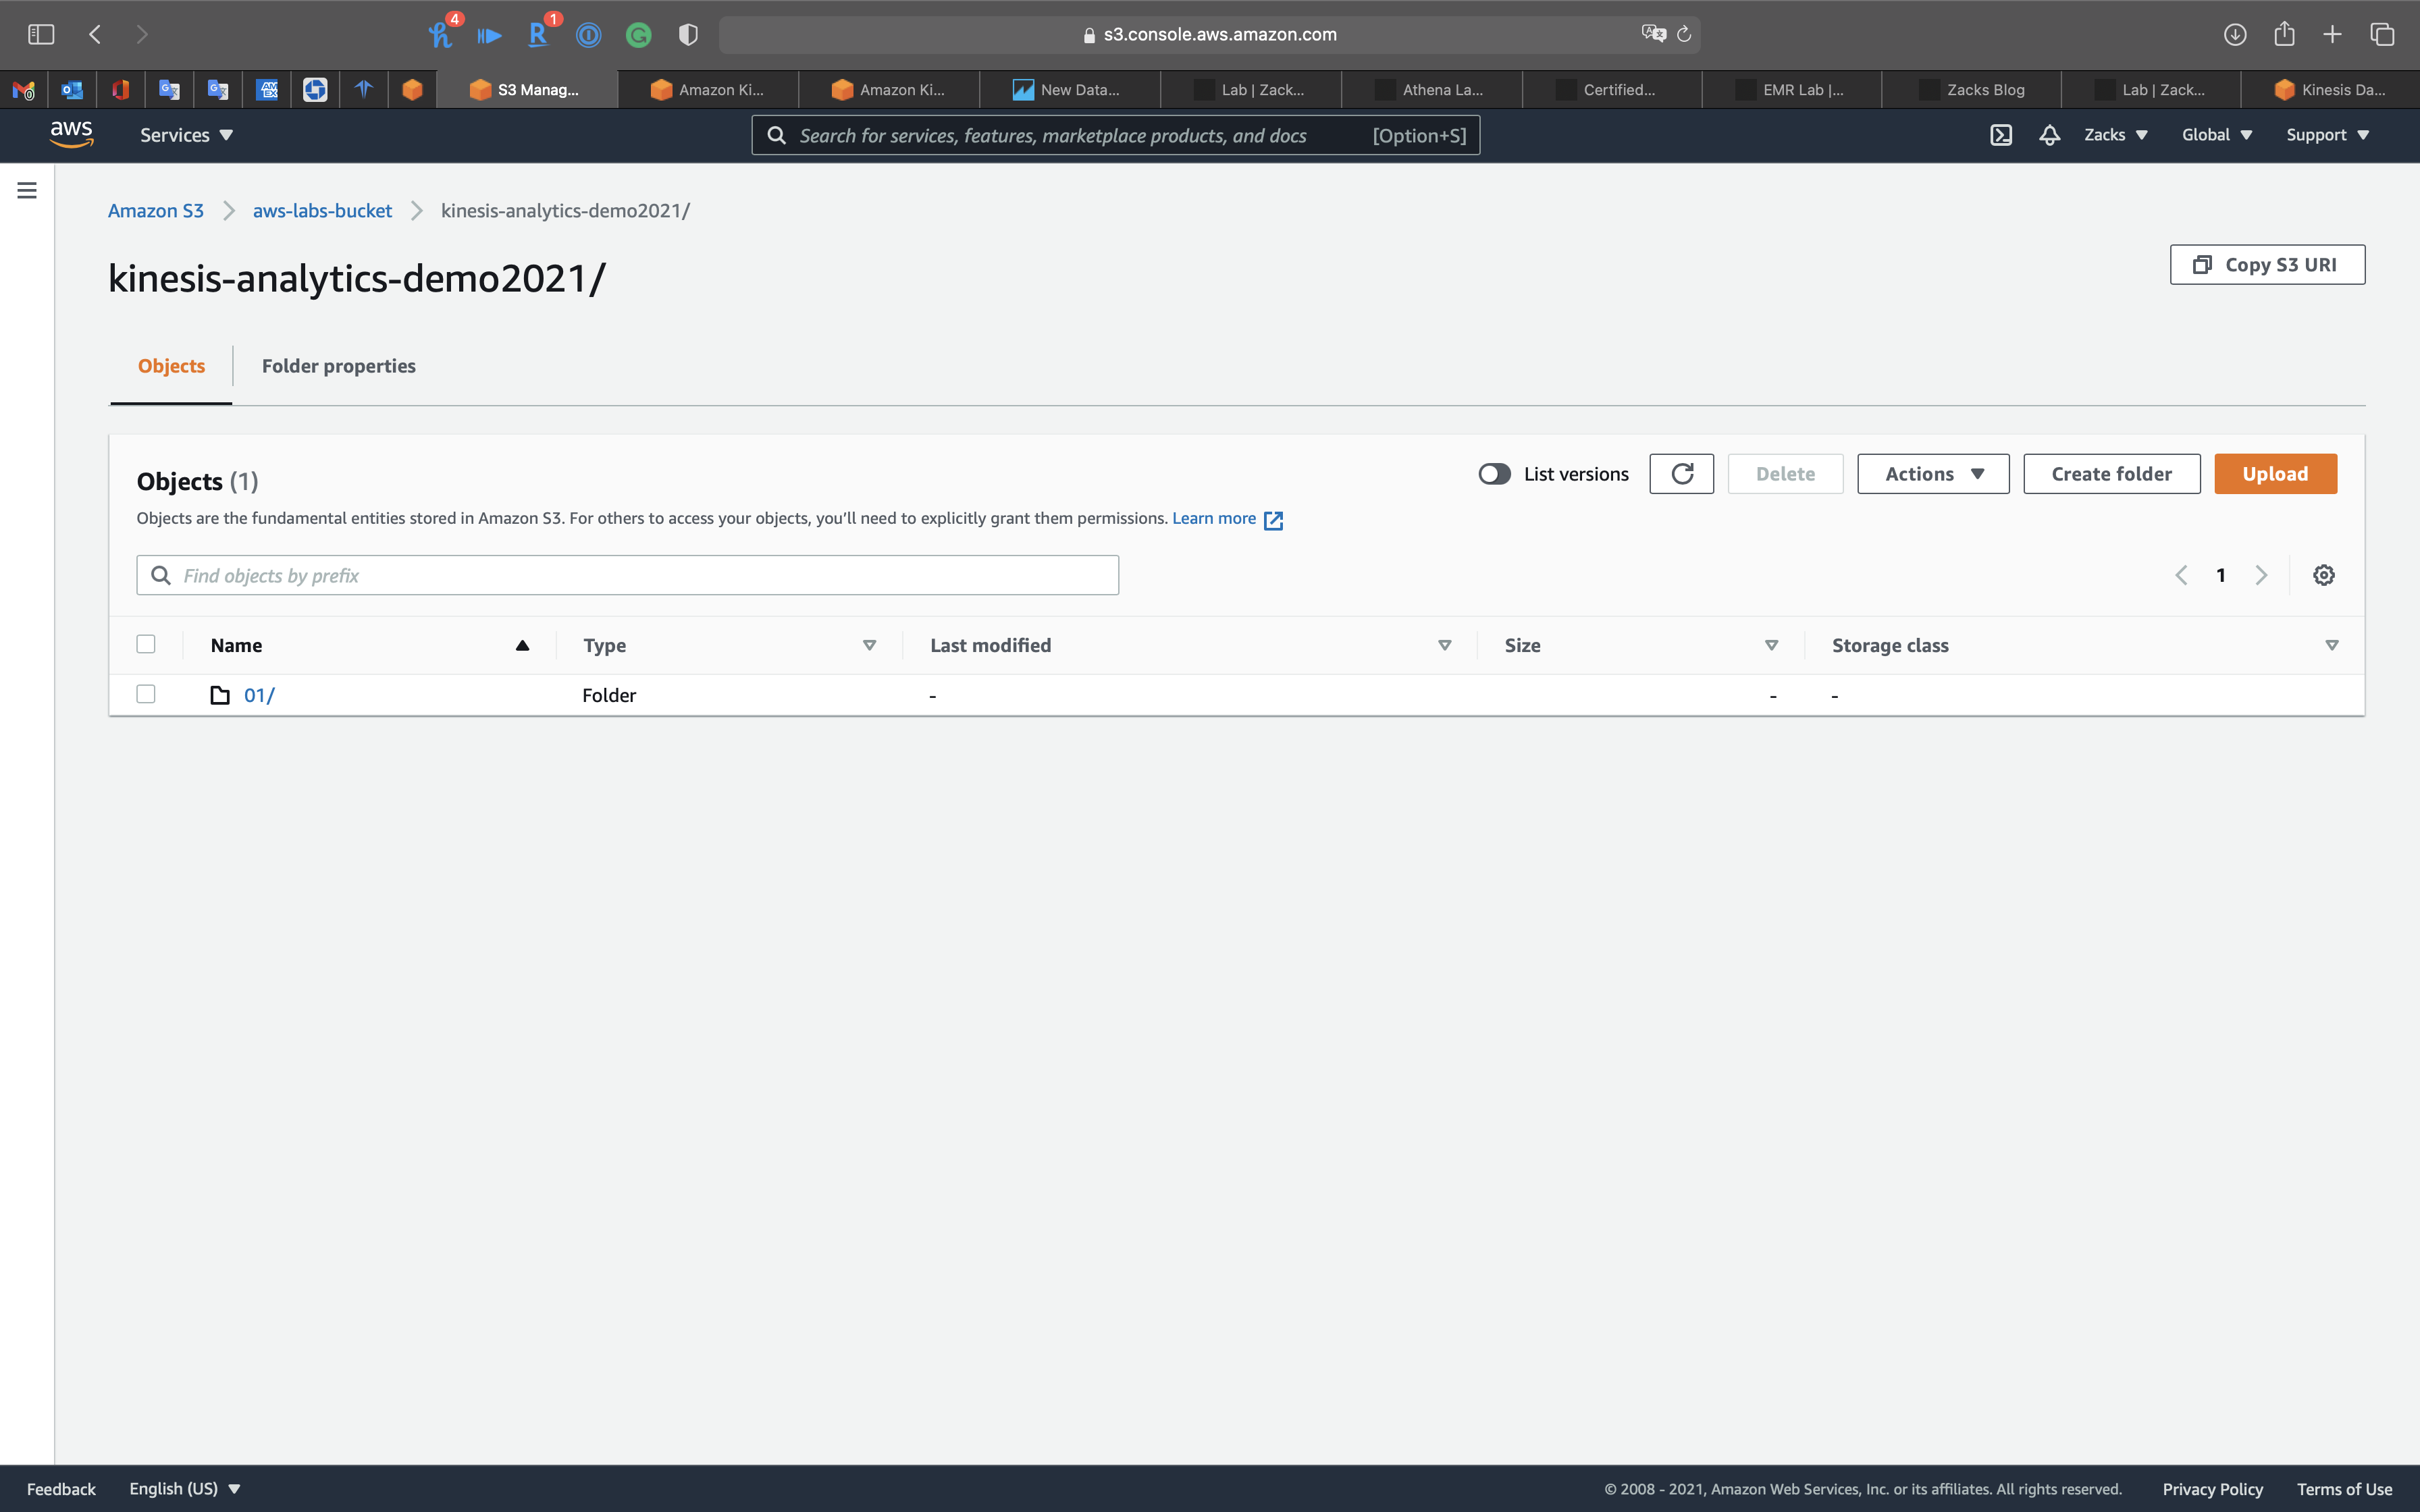 4 1
s3.console.aws.amazon.com
S3 Manag... Amazon Ki... Amazon Ki... New Data... Lab | Zack... Athena La... Certified... EMR Lab |... Zacks Blog Lab | Zack... Kinesis Da...
aws Services Search for services, features, marketplace products, and docs [Option+S] Zacks Global Support
Amazon S3 aws-labs-bucket kinesis-analytics-demo2021/
kinesis-analytics-demo2021/
Copy S3 URI
Objects Folder properties
Objects (1)
List versions Delete Actions Create folder Upload
Objects are the fundamental entities stored in Amazon S3. For others to access your objects, you’ll need to explicitly grant them permissions. Learn more
Find objects by prefix
1
Name Type Last modified Size Storage class
01/ Folder - - -
Feedback English (US) © 2008 - 2021, Amazon Web Services, Inc. or its affiliates. All rights reserved. Privacy Policy Terms of Use